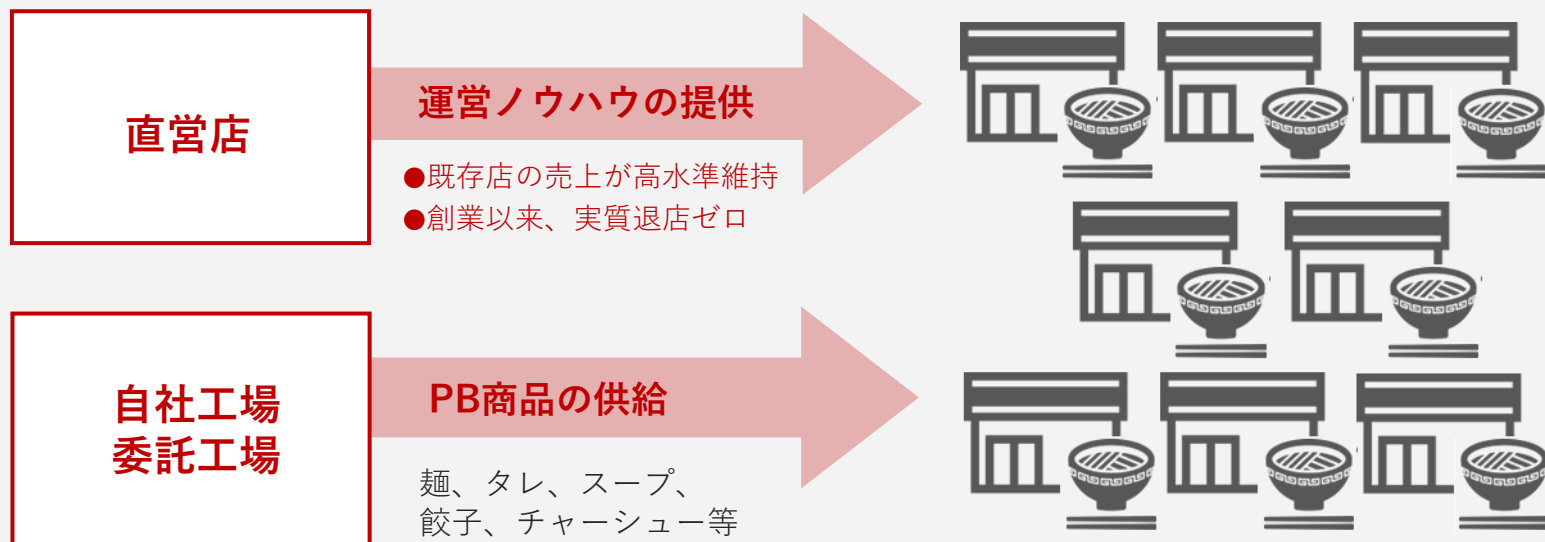 直営店
運営ノウハウの提供
●既存店の売上が高水準維持
●創業以来、実質退店ゼロ
自社工場
委託工場
PB商品の供給
麺、タレ、スープ、
餃子、チャーシュー等